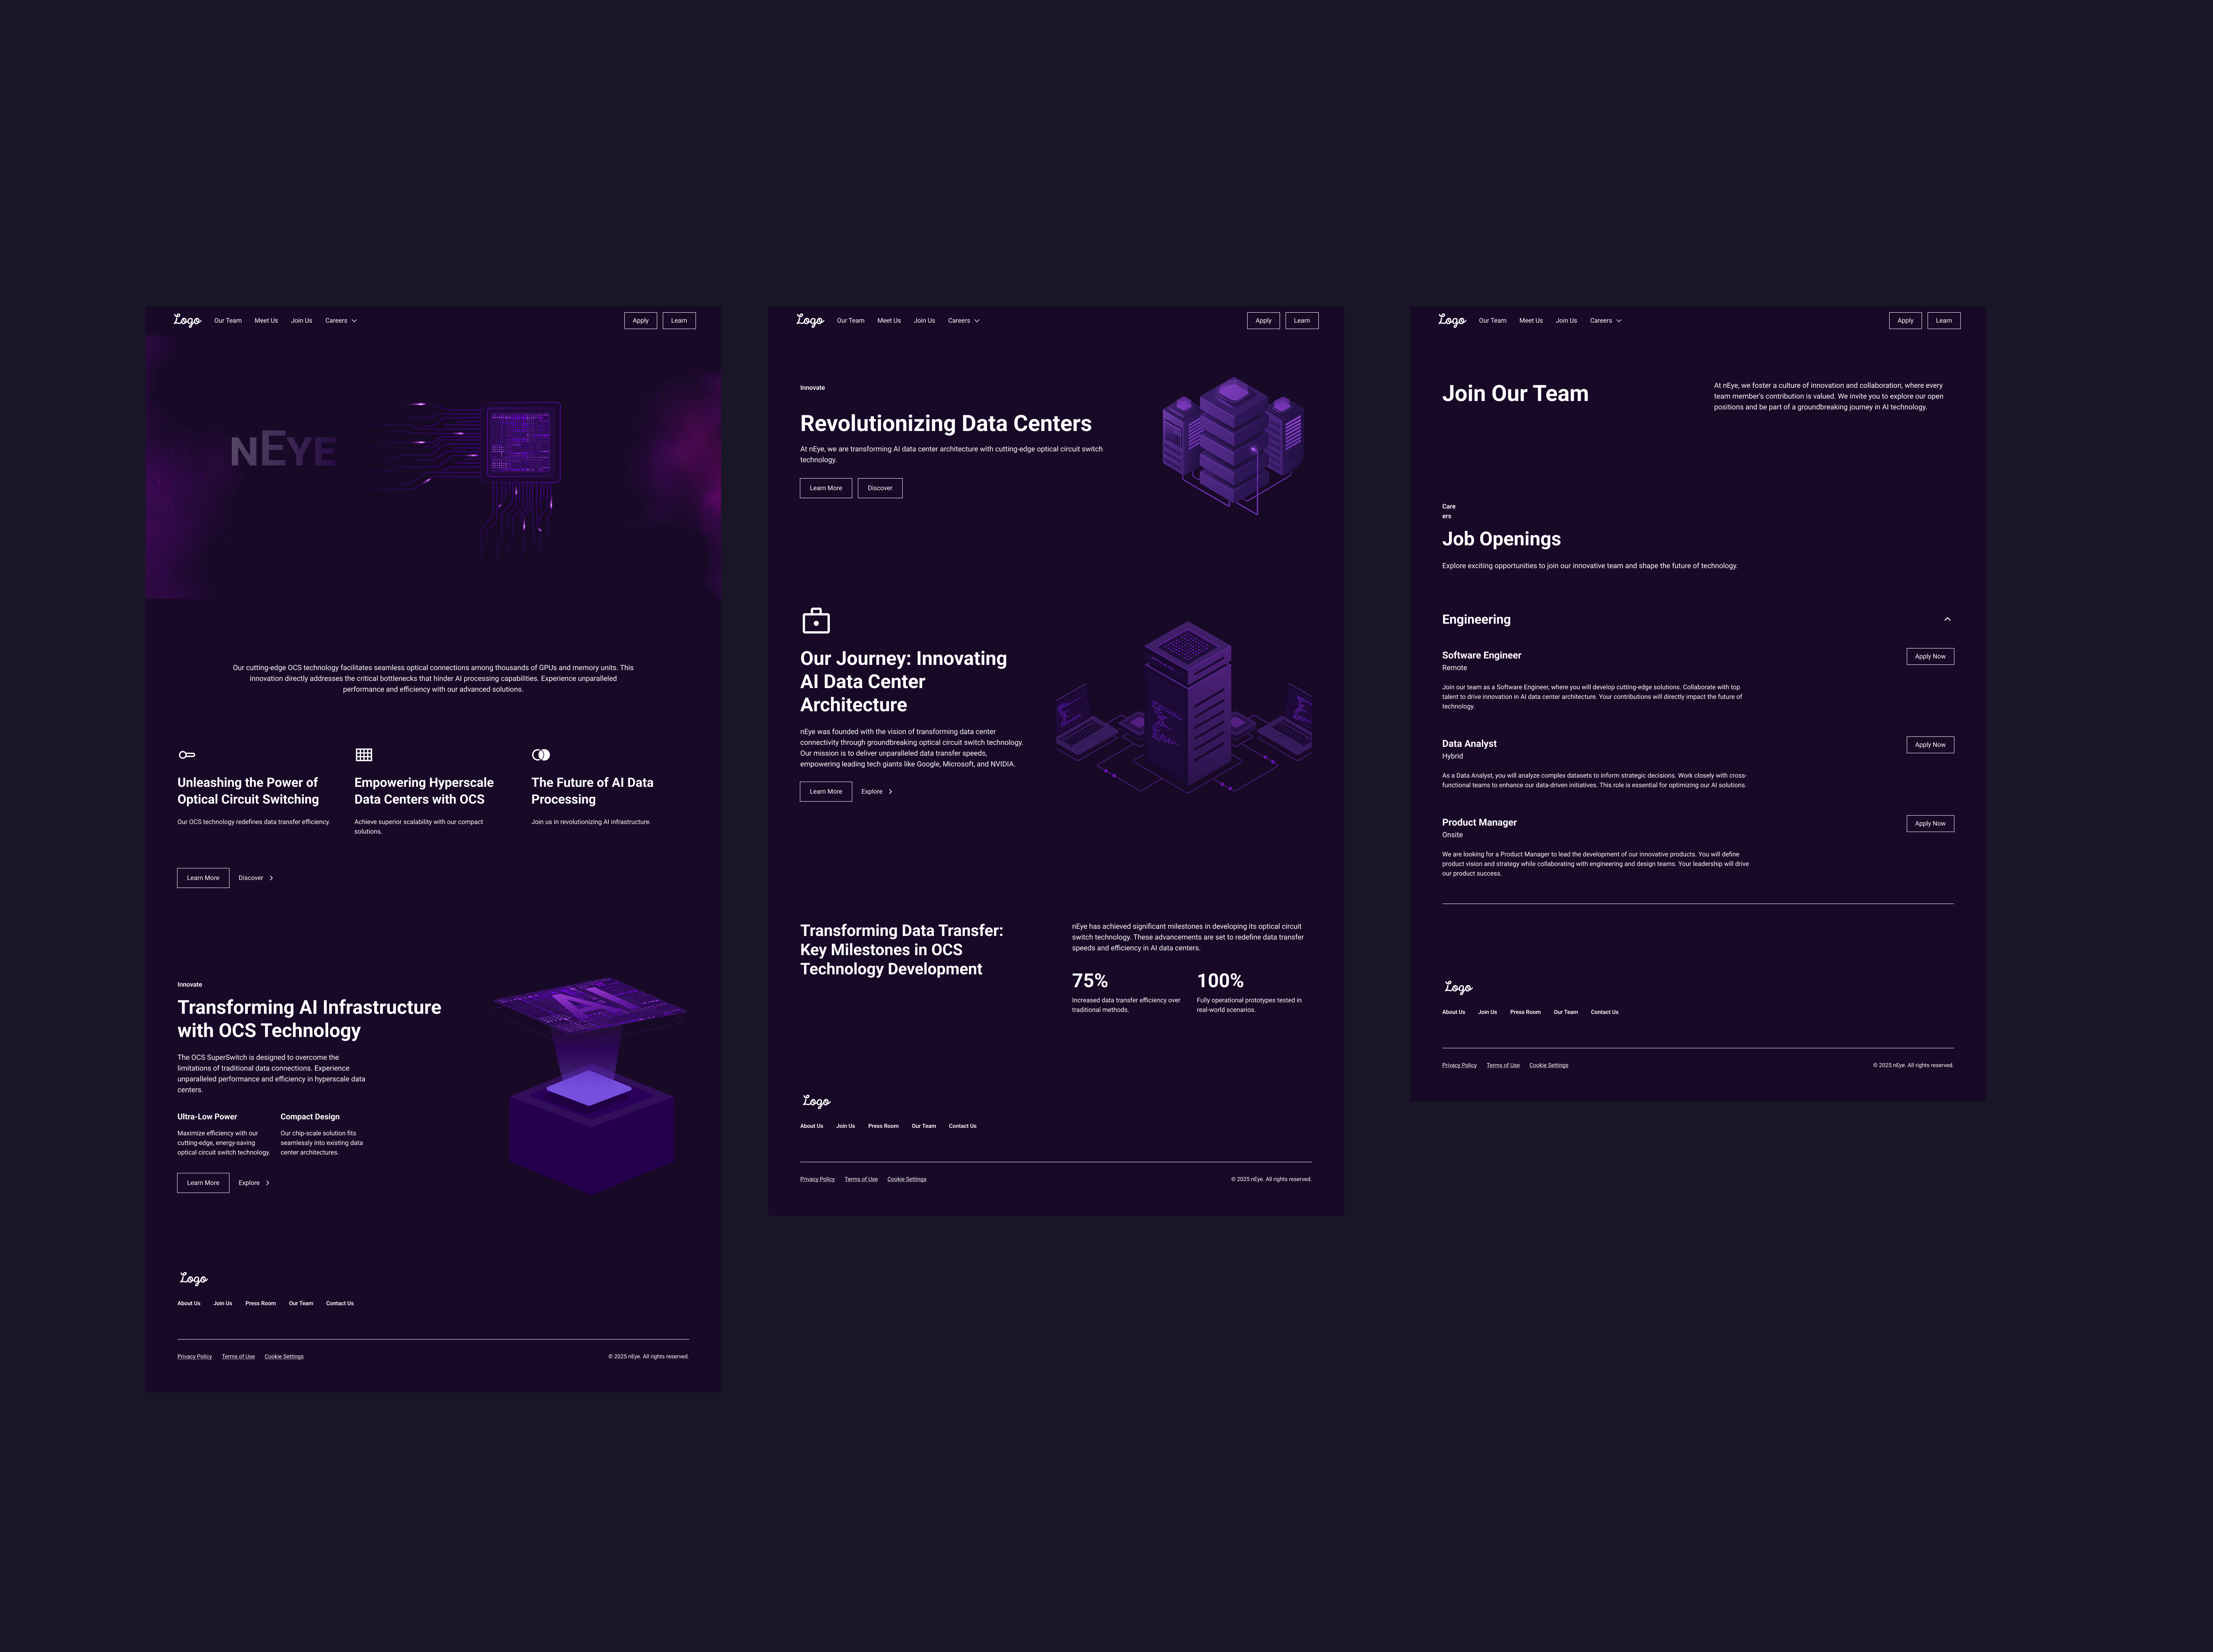 Logo
Our Team
Meet Us
Join Us
Careers
Apply
Learn
nEye
Our cutting-edge OCS technology facilitates seamless optical connections among thousands of GPUs and memory units. This
innovation directly addresses the critical bottlenecks that hinder AI processing capabilities. Experience unparalleled
performance and efficiency with our advanced solutions.
Unleashing the Power of
Optical Circuit Switching
Our OCS technology redefines data transfer efficiency.
Empowering Hyperscale
Data Centers with OCS
Achieve superior scalability with our compact
solutions.
The Future of AI Data
Processing
Join us in revolutionizing AI infrastructure.
Learn More
Discover
Innovate
Transforming AI Infrastructure
with OCS Technology
The OCS SuperSwitch is designed to overcome the
limitations of traditional data connections. Experience
unparalleled performance and efficiency in hyperscale data
centers.
Ultra-Low Power
Maximize efficiency with our
cutting-edge, energy-saving
optical circuit switch technology.
Compact Design
Our chip-scale solution fits
seamlessly into existing data
center architectures.
Learn More
Explore
AI
Logo
About Us
Join Us
Press Room
Our Team
Contact Us
Privacy Policy
Terms of Use
Cookie Settings
© 2025 nEye. All rights reserved.
Logo
Our Team
Meet Us
Join Us
Careers
Apply
Learn
Innovate
Revolutionizing Data Centers
At nEye, we are transforming AI data center architecture with cutting-edge optical circuit switch
technology.
Learn More
Discover
Our Journey: Innovating
AI Data Center
Architecture
nEye was founded with the vision of transforming data center
connectivity through groundbreaking optical circuit switch technology.
Our mission is to deliver unparalleled data transfer speeds,
empowering leading tech giants like Google, Microsoft, and NVIDIA.
Learn More
Explore
Transforming Data Transfer:
Key Milestones in OCS
Technology Development
nEye has achieved significant milestones in developing its optical circuit
switch technology. These advancements are set to redefine data transfer
speeds and efficiency in AI data centers.
75%
Increased data transfer efficiency over
traditional methods.
100%
Fully operational prototypes tested in
real-world scenarios.
Logo
About Us
Join Us
Press Room
Our Team
Contact Us
Privacy Policy
Terms of Use
Cookie Settings
© 2025 nEye. All rights reserved.
Logo
Our Team
Meet Us
Join Us
Careers
Apply
Learn
Join Our Team
At nEye, we foster a culture of innovation and collaboration, where every
team member's contribution is valued. We invite you to explore our open
positions and be part of a groundbreaking journey in AI technology.
Care
ers
Job Openings
Explore exciting opportunities to join our innovative team and shape the future of technology.
Engineering
Software Engineer
Remote
Apply Now
Join our team as a Software Engineer, where you will develop cutting-edge solutions. Collaborate with top
talent to drive innovation in AI data center architecture. Your contributions will directly impact the future of
technology.
Data Analyst
Hybrid
Apply Now
As a Data Analyst, you will analyze complex datasets to inform strategic decisions. Work closely with cross-
functional teams to enhance our data-driven initiatives. This role is essential for optimizing our AI solutions.
Product Manager
Onsite
Apply Now
We are looking for a Product Manager to lead the development of our innovative products. You will define
product vision and strategy while collaborating with engineering and design teams. Your leadership will drive
our product success.
Logo
About Us
Join Us
Press Room
Our Team
Contact Us
Privacy Policy
Terms of Use
Cookie Settings
© 2025 nEye. All rights reserved.